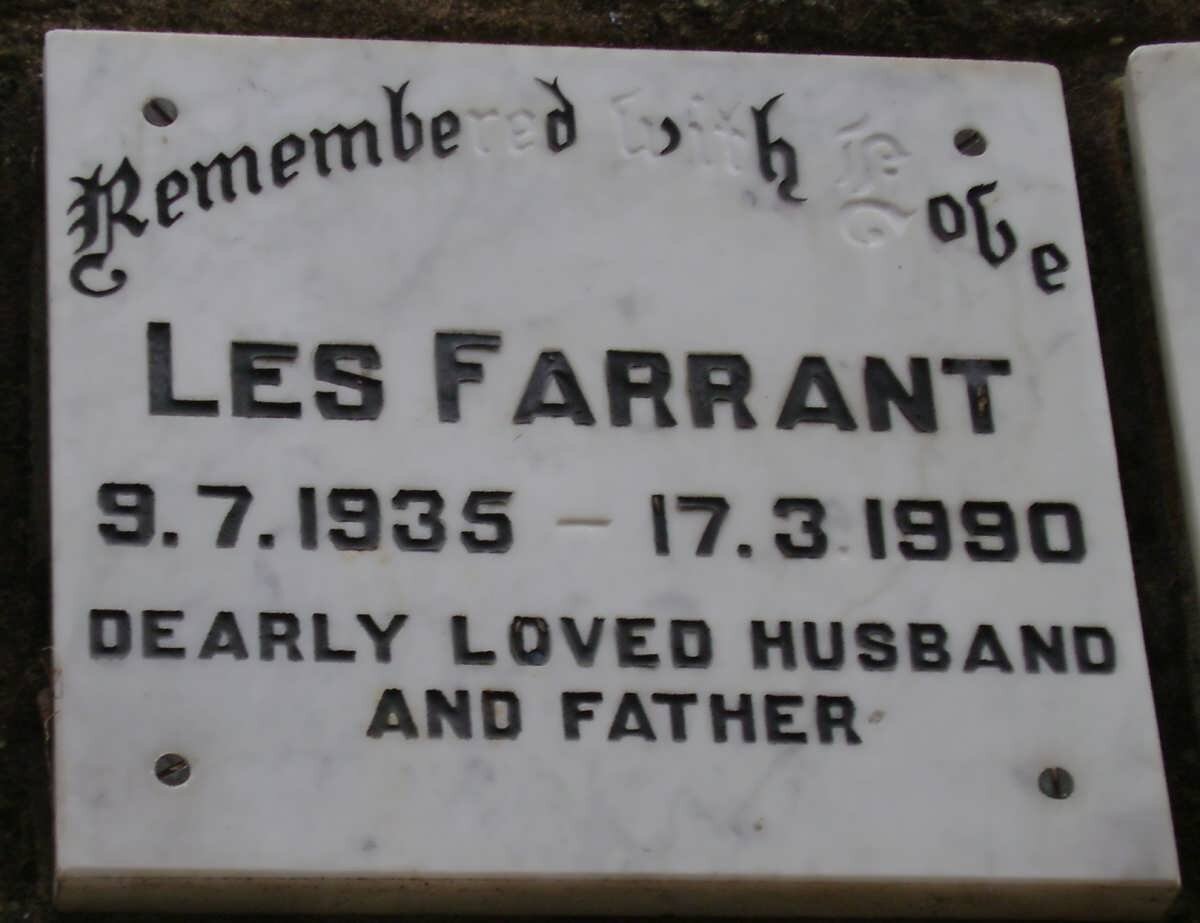 Remembered with Love
LES FARRANT
9.7.1935 - 17.3.1990
DEARLY LOVED HUSBAND
AND FATHER